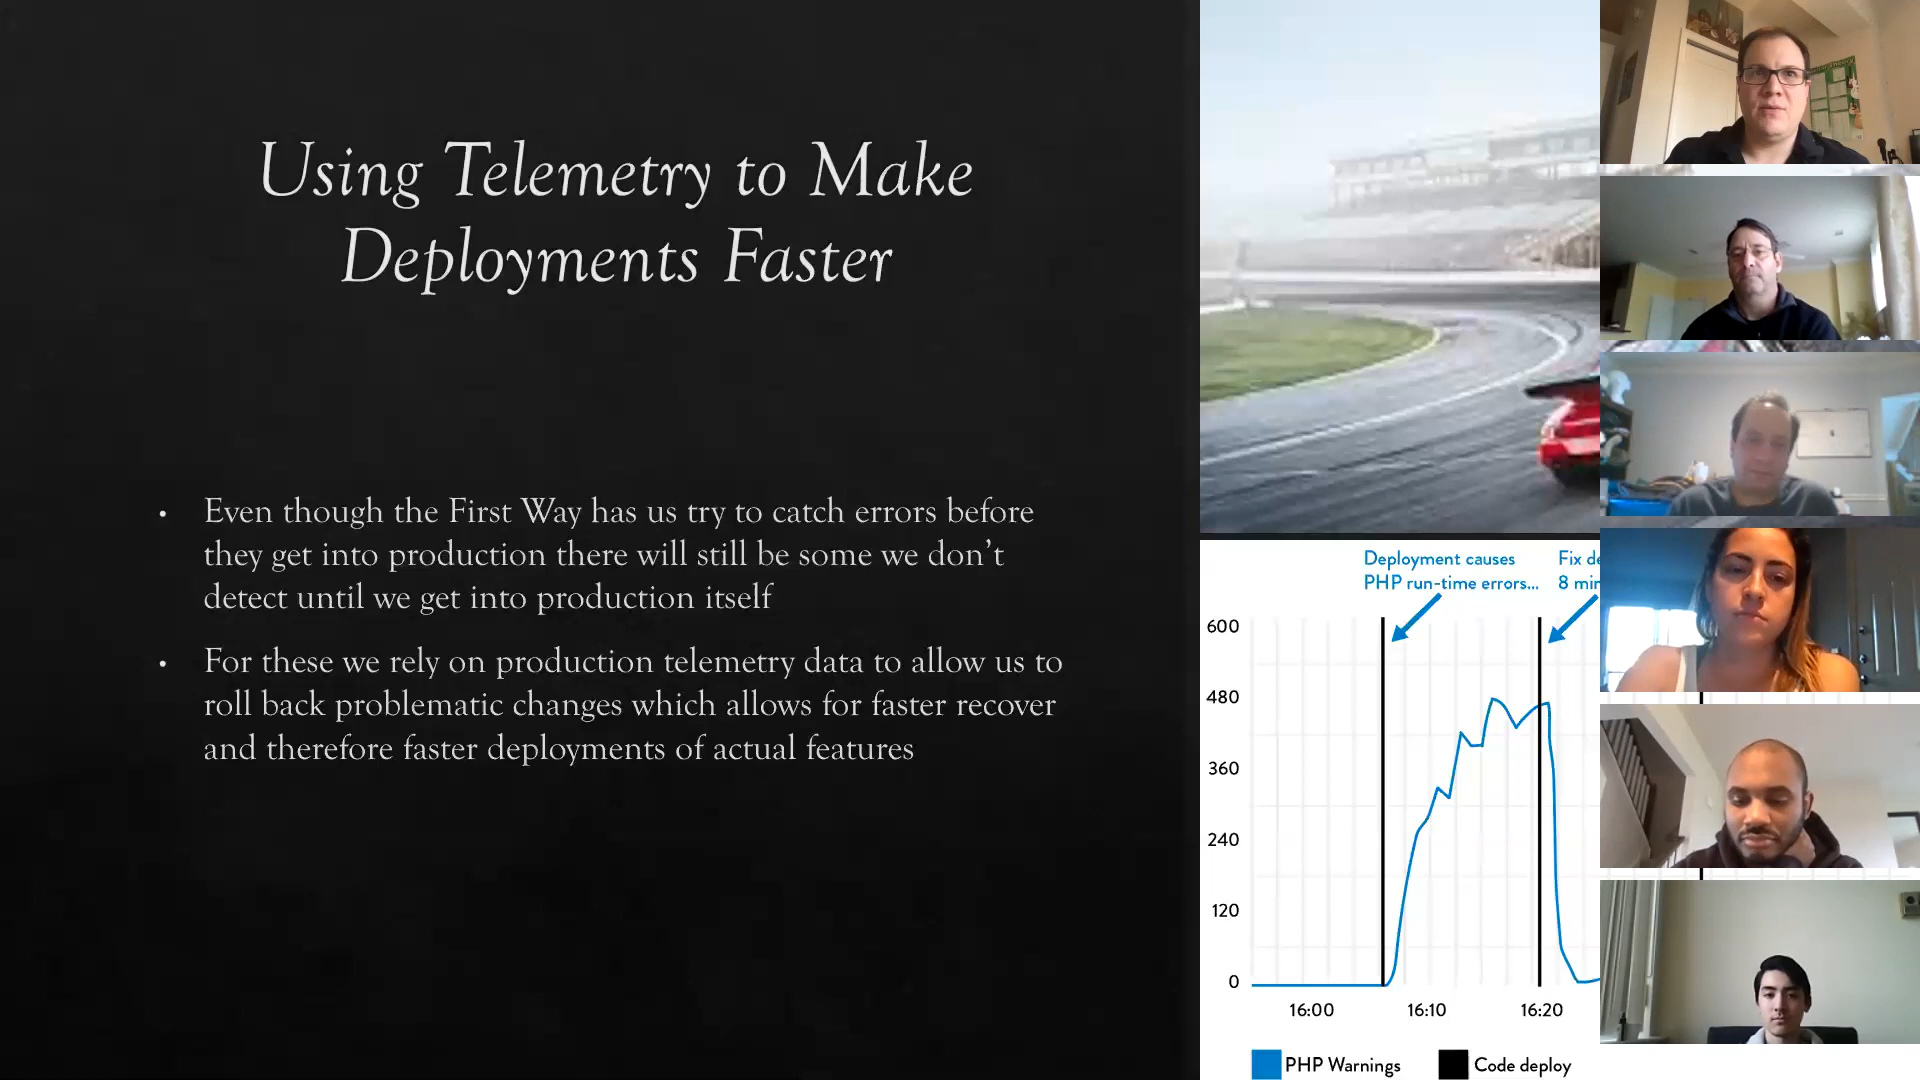 Using Telemetry to Make
Deployments Faster
• Even though the First Way has us try to catch errors before
they get into production there will still be some we don’t
detect until we get into production itself
• For these we rely on production telemetry data to allow us to
roll back problematic changes which allows for faster recover
and therefore faster deployments of actual features
Deployment causes
PHP run-time errors...
Fix
8
600
480
360
240
120
0
16:00 16:10 16:20
PHP Warnings Code deploy